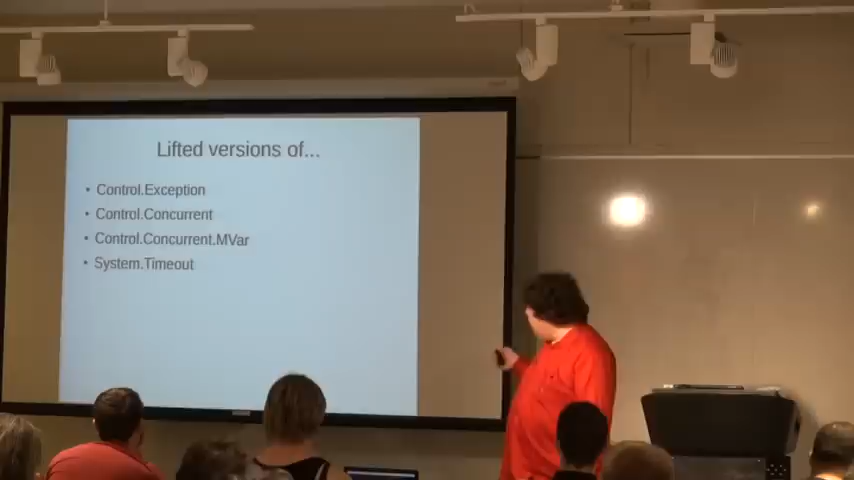 Lifted versions of...
• Control.Exception
• Control.Concurrent
• Control.Concurrent.MVar
• System.Timeout